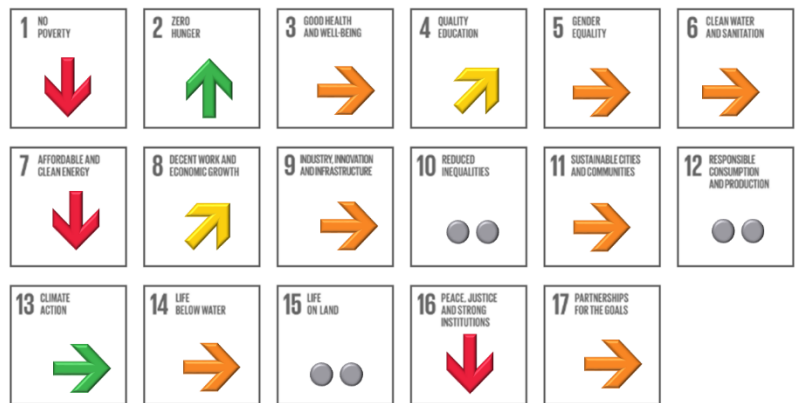 1 NO
POVERTY
2 ZERO
HUNGER
3 GOOD HEALTH
AND WELL-BEING
4 QUALITY
EDUCATION
5 GENDER
EQUALITY
6 CLEAN WATER
AND SANITATION
7 AFFORDABLE AND
CLEAN ENERGY
8 DECENT WORK AND
ECONOMIC GROWTH
9 INDUSTRY, INNOVATION
AND INFRASTRUCTURE
10 REDUCED
INEQUALITIES
11 SUSTAINABLE CITIES
AND COMMUNITIES
12 RESPONSIBLE
CONSUMPTION
AND PRODUCTION
13 CLIMATE
ACTION
14 LIFE
BELOW WATER
15 LIFE
ON LAND
16 PEACE, JUSTICE
AND STRONG
INSTITUTIONS
17 PARTNERSHIPS
FOR THE GOALS